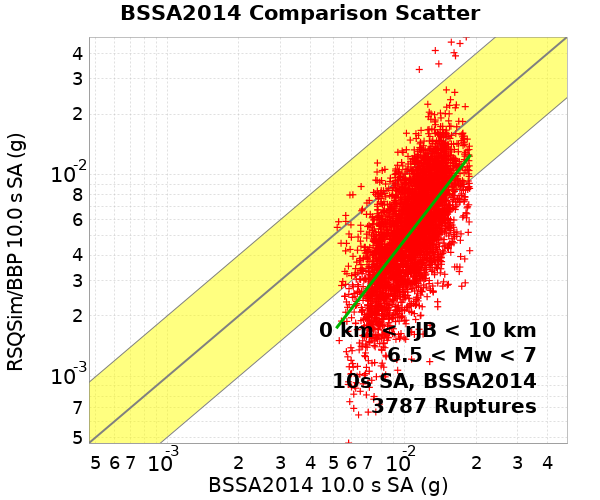 BSSA2014 Comparison Scatter
RSQSim/BBP 10.0 s SA (g)
4
3
2
10-2
8
6
4
3
2
10-3
7
5
0 km < rJB < 10 km
6.5 < Mw < 7
10s SA, BSSA2014
3787 Ruptures
5 6 7 10-3 2 3 4 5 6 7 10-2 2 3 4
BSSA2014 10.0 s SA (g)